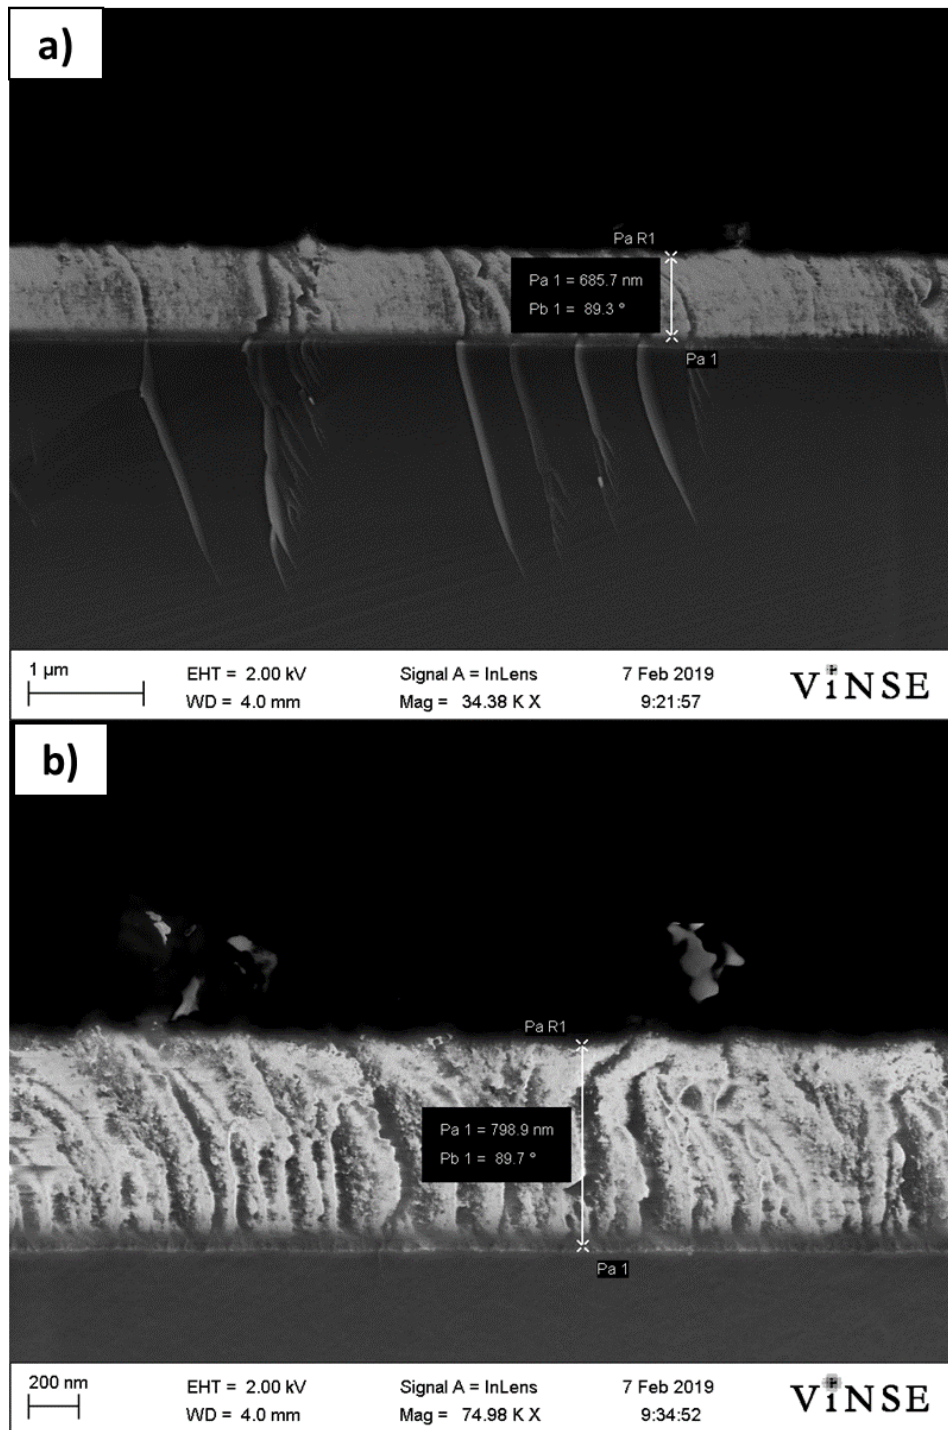 a)
Pa R1
Pa 1 = 685.7 nm
Pb 1 = 89.3 °
Pa 1
1 µm
EHT = 2.00 kV
Signal A = InLens
7 Feb 2019
WD = 4.0 mm
Mag = 34.38 K X
9:21:57
ViNSE
b)
Pa R1
Pa 1 = 798.9 nm
Pb 1 = 89.7 °
Pa 1
200 nm
EHT = 2.00 kV
Signal A = InLens
7 Feb 2019
WD = 4.0 mm
Mag = 74.98 K X
9:34:52
ViNSE